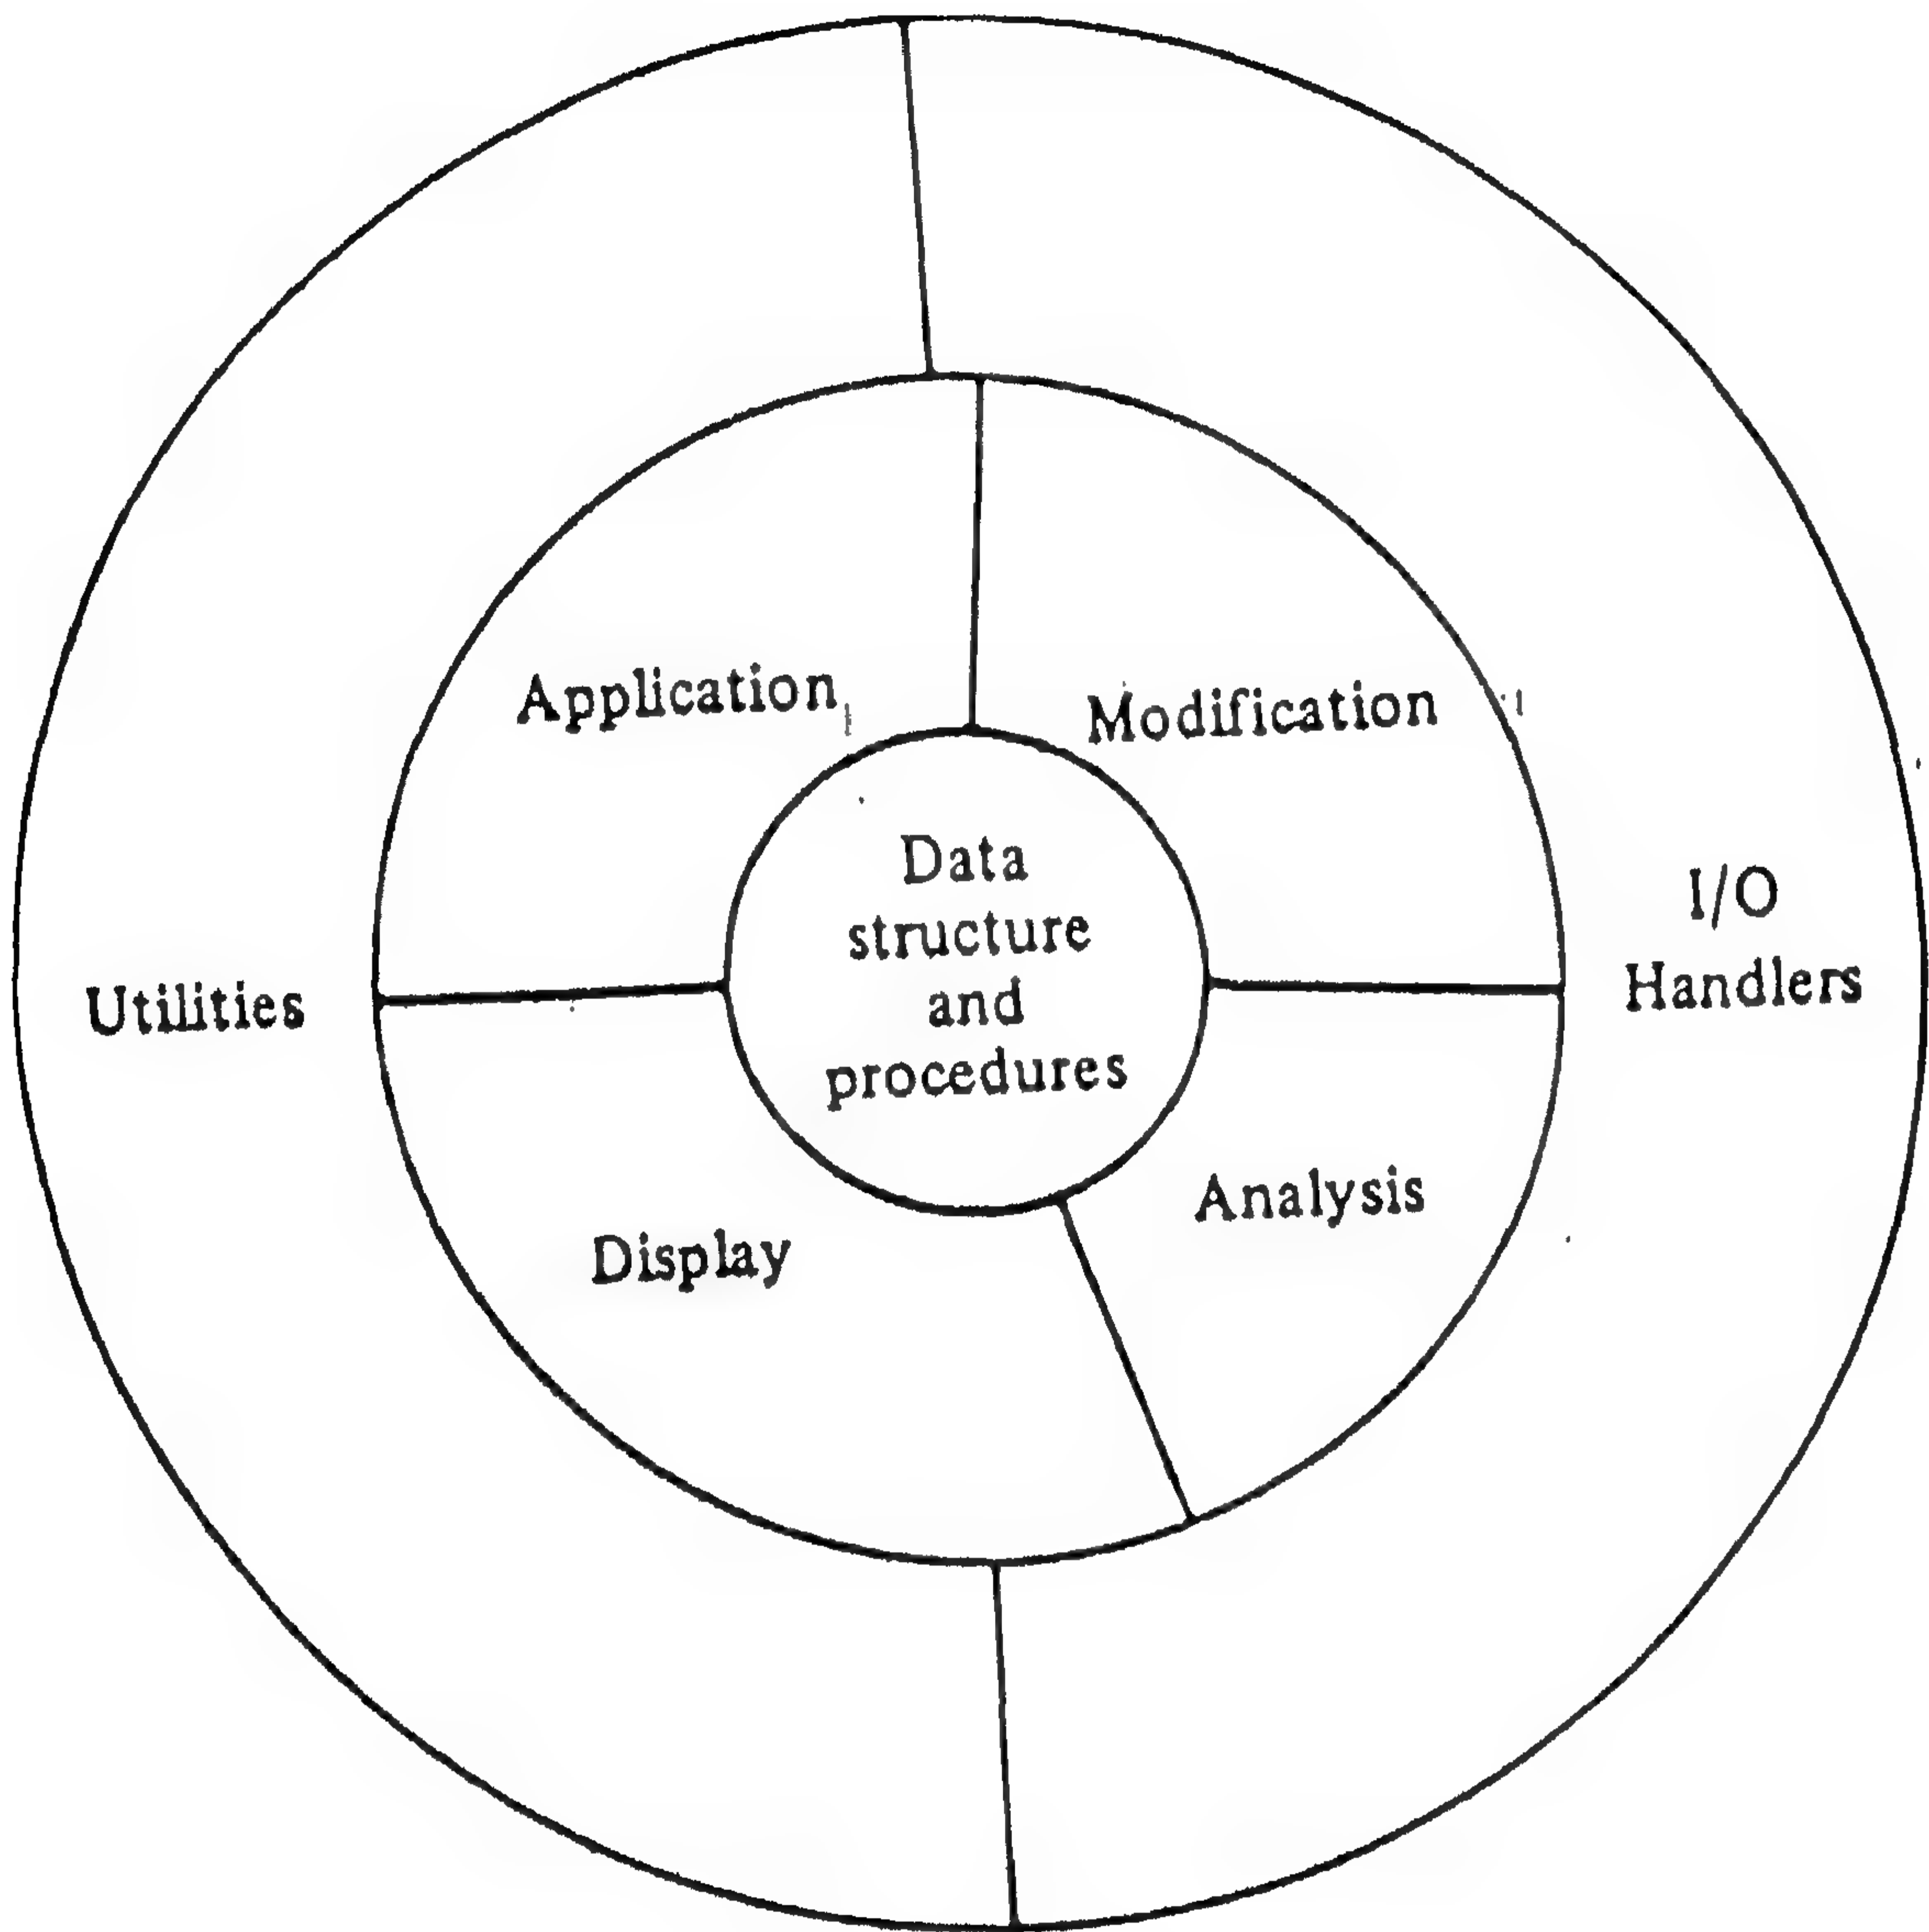 Application
Modification
Data
structure
and
procedures
I/O
Handlers
Utilities
Analysis
Display